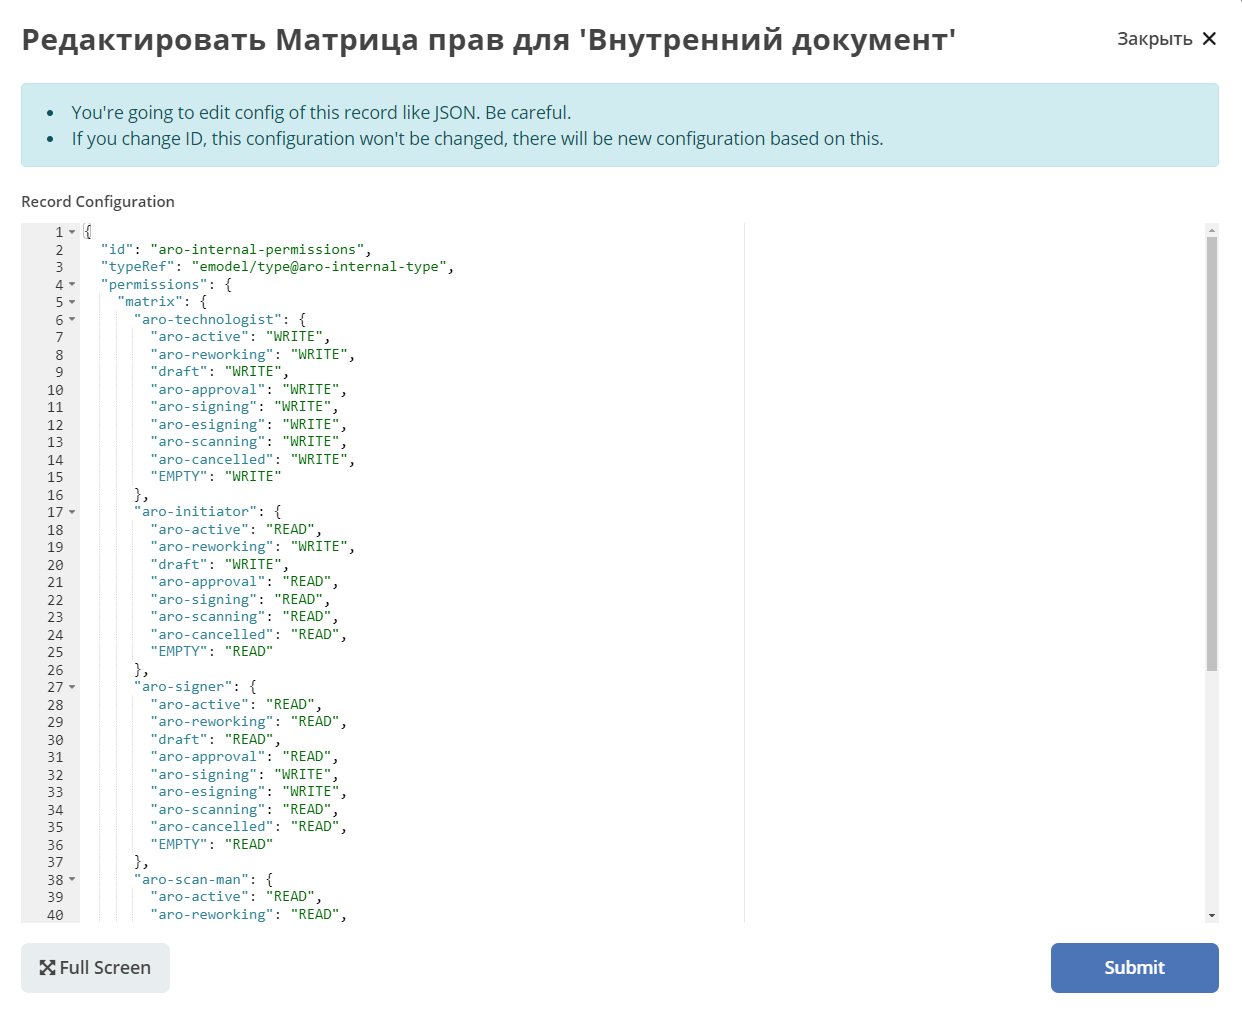 Редактировать Матрица прав для 'Внутренний документ'
Закрыть ✕
• You're going to edit config of this record like JSON. Be careful.
• If you change ID, this configuration won't be changed, there will be new configuration based on this.
Record Configuration
1 {
2 "id": "aro-internal-permissions",
3 "typeRef": "emodel/type@aro-internal-type",
4 "permissions": {
5 "matrix": {
6 "aro-technologist": {
7 "aro-active": "WRITE",
8 "aro-reworking": "WRITE",
9 "draft": "WRITE",
10 "aro-approval": "WRITE",
11 "aro-signing": "WRITE",
12 "aro-esigning": "WRITE",
13 "aro-scanning": "WRITE",
14 "aro-cancelled": "WRITE",
15 "EMPTY": "WRITE"
16 },
17 "aro-initiator": {
18 "aro-active": "READ",
19 "aro-reworking": "WRITE",
20 "draft": "WRITE",
21 "aro-approval": "READ",
22 "aro-signing": "READ",
23 "aro-scanning": "READ",
24 "aro-cancelled": "READ",
25 "EMPTY": "READ"
26 },
27 "aro-signer": {
28 "aro-active": "READ",
29 "aro-reworking": "READ",
30 "draft": "READ",
31 "aro-approval": "READ",
32 "aro-signing": "WRITE",
33 "aro-esigning": "WRITE",
34 "aro-scanning": "READ",
35 "aro-cancelled": "READ",
36 "EMPTY": "READ"
37 },
38 "aro-scan-man": {
39 "aro-active": "READ",
40 "aro-reworking": "READ",
Full Screen
Submit